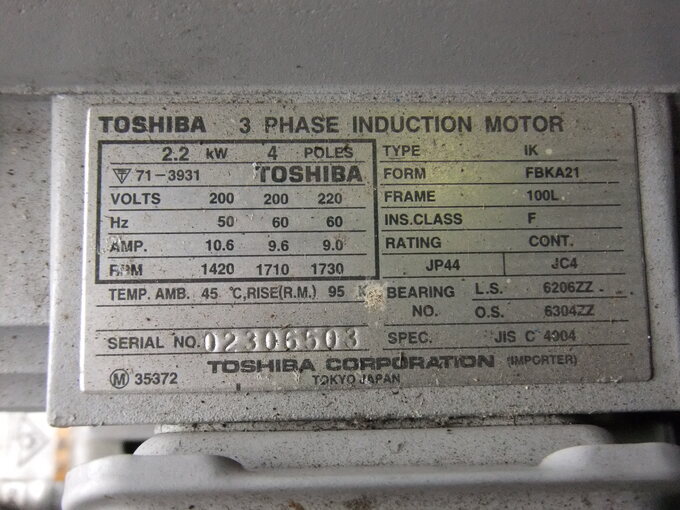 TOSHIBA 3 PHASE INDUCTION MOTOR
2.2 kW 4 POLES
71-3931 TOSHIBA
VOLTS 200 200 220
Hz 50 60 60
AMP. 10.6 9.6 9.0
RPM 1420 1710 1730
TEMP. AMB. 45 °C,RISE(R.M.) 95 K
SERIAL NO. 02306503
TYPE IK
FORM FBKA21
FRAME 100L
INS.CLASS F
RATING CONT.
JP44 JC4
BEARING L.S. 6206ZZ
NO. O.S. 6304ZZ
SPEC. JIS C 4004
TOSHIBA CORPORATION (IMPORTER)
M 35372 TOKYO JAPAN